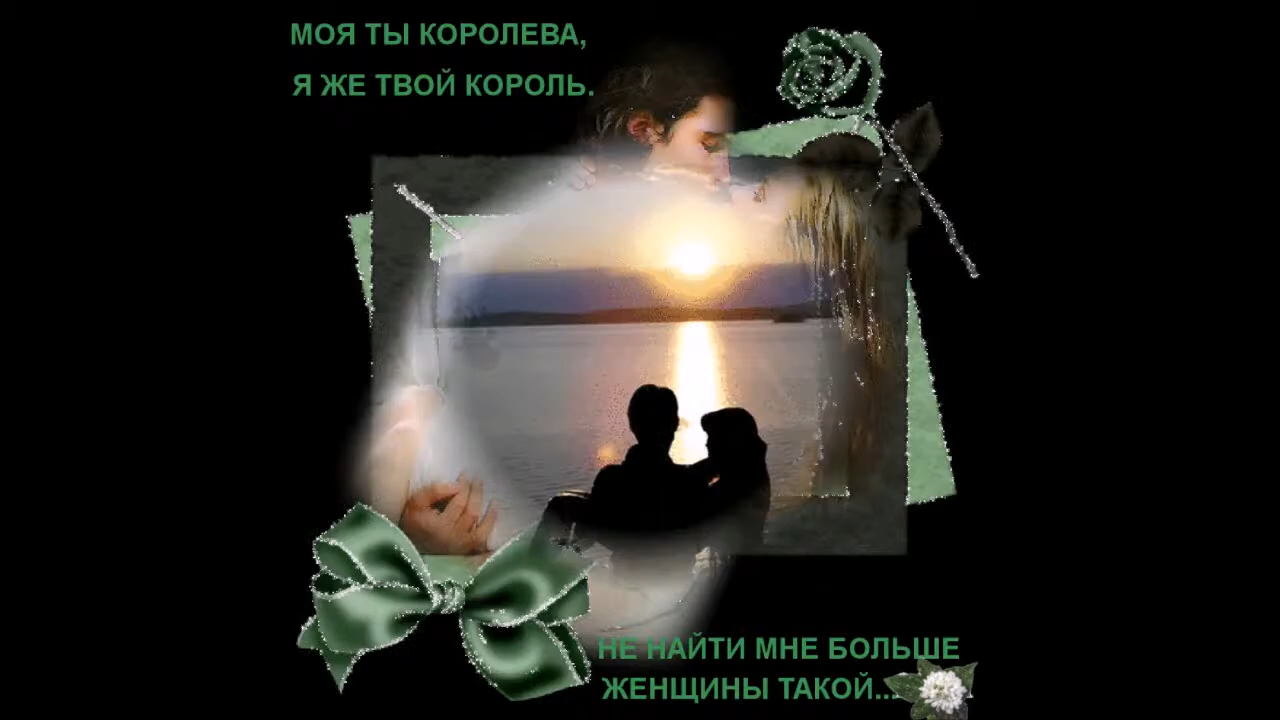 МОЯ ТЫ КОРОЛЕВА,
Я ЖЕ ТВОЙ КОРОЛЬ.
НЕ НАЙТИ МНЕ БОЛЬШЕ
ЖЕНЩИНЫ ТАКОЙ...